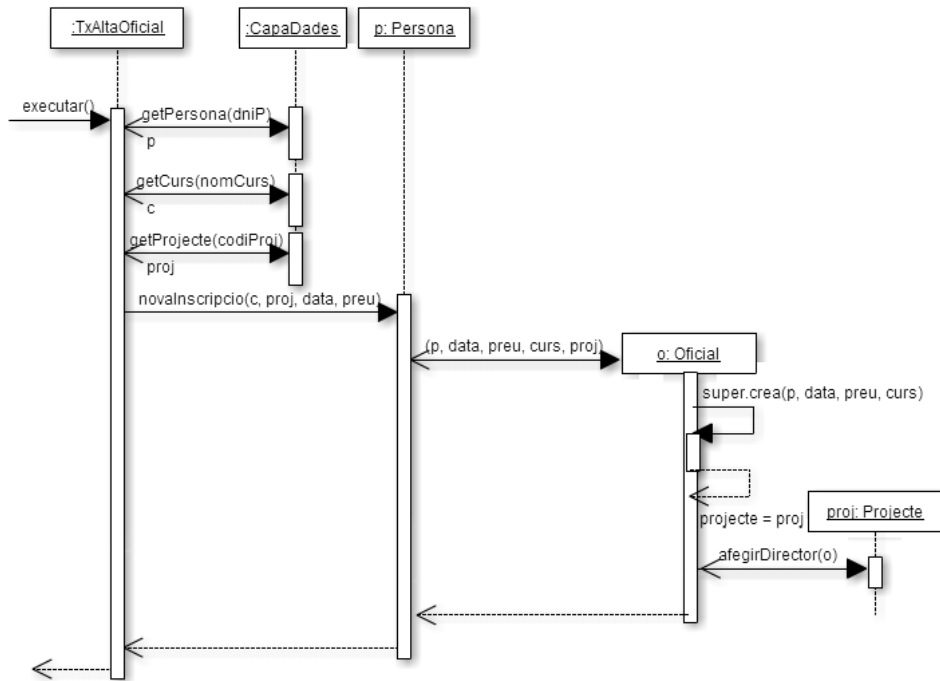 :TxAltaOficial
:CapaDades
p: Persona
executar()
getPersona(dniP)
p
getCurs(nomCurs)
c
getProjecte(codiProj)
proj
novaInscripcio(c, proj, data, preu)
(p, data, preu, curs, proj)
o: Oficial
super.crea(p, data, preu, curs)
projecte = proj
proj: Projecte
afegirDirector(o)